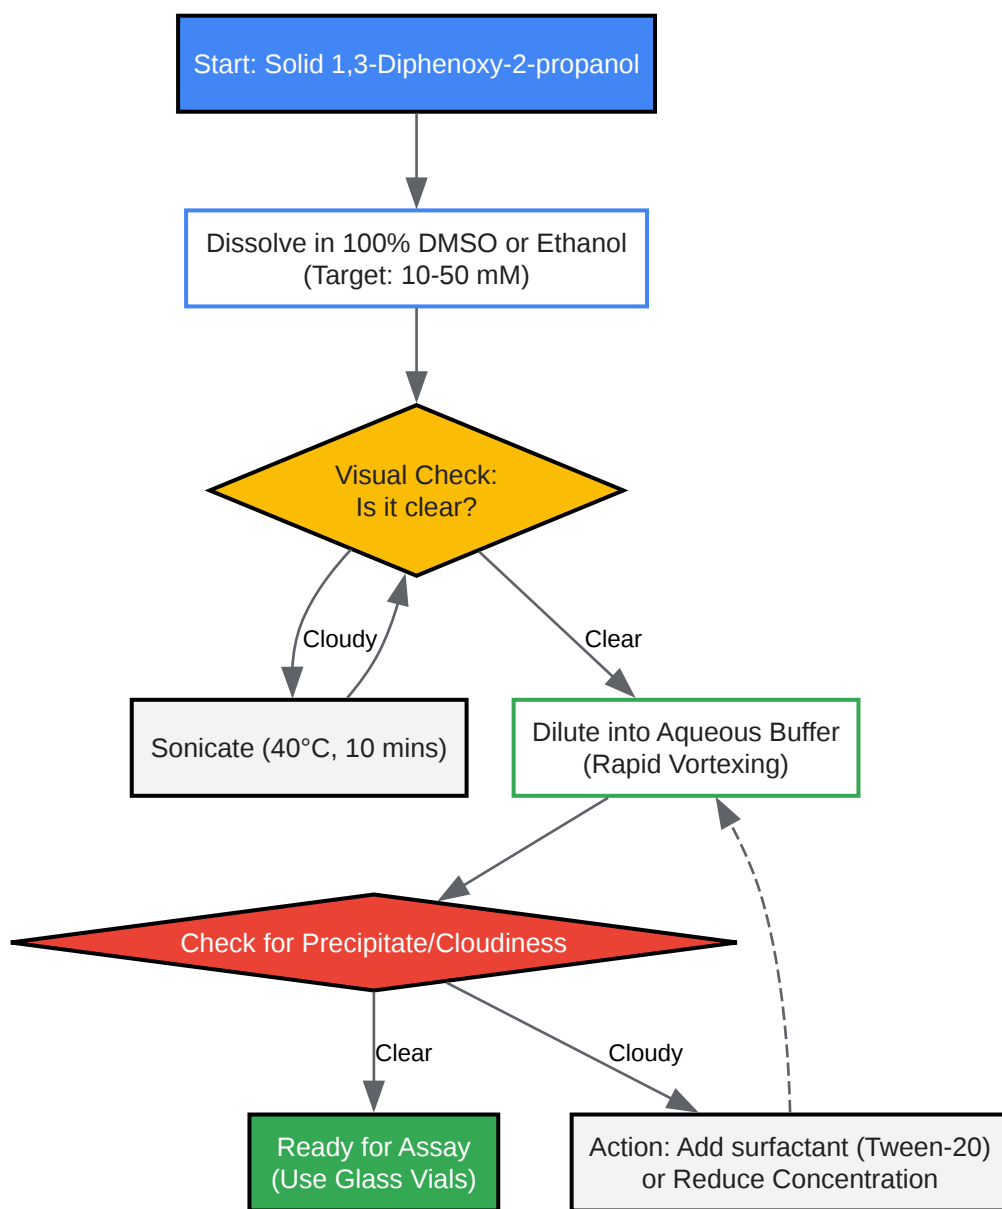 Start: Solid 1,3-Diphenoxy-2-propanol
Dissolve in 100% DMSO or Ethanol
(Target: 10-50 mM)
Visual Check:
Is it clear?
Cloudy
Clear
Sonicate (40°C, 10 mins)
Dilute into Aqueous Buffer
(Rapid Vortexing)
Check for Precipitate/Cloudiness
Clear
Cloudy
Ready for Assay
(Use Glass Vials)
Action: Add surfactant (Tween-20)
or Reduce Concentration